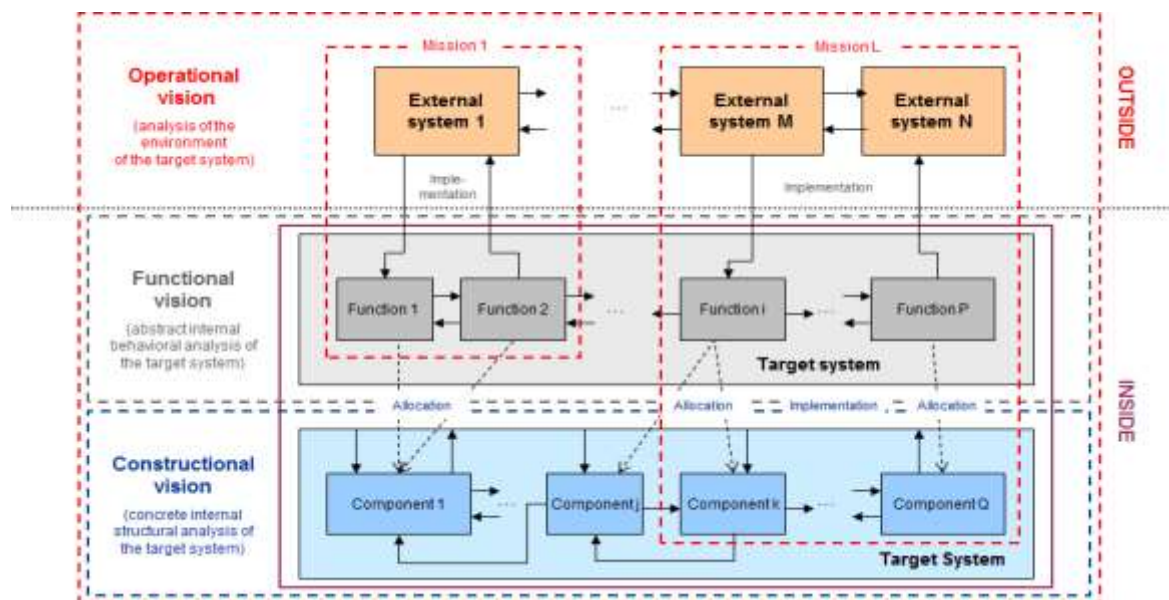 Mission 1
Mission L
Operational
vision
(analysis of the
environment
of the target system)
External
system 1
...
External
system M
External
system N
OUTSIDE
Imple-
mentation
Implementation
Functional
vision
(abstract internal
behavioral analysis of
the target system)
Function 1
Function 2
...
Function i
...
Function P
Target system
INSIDE
Allocation
Allocation
Implementation
Allocation
Constructional
vision
(concrete internal
structural analysis of
the target system)
Component 1
...
Component j
Component k
...
Component Q
Target System